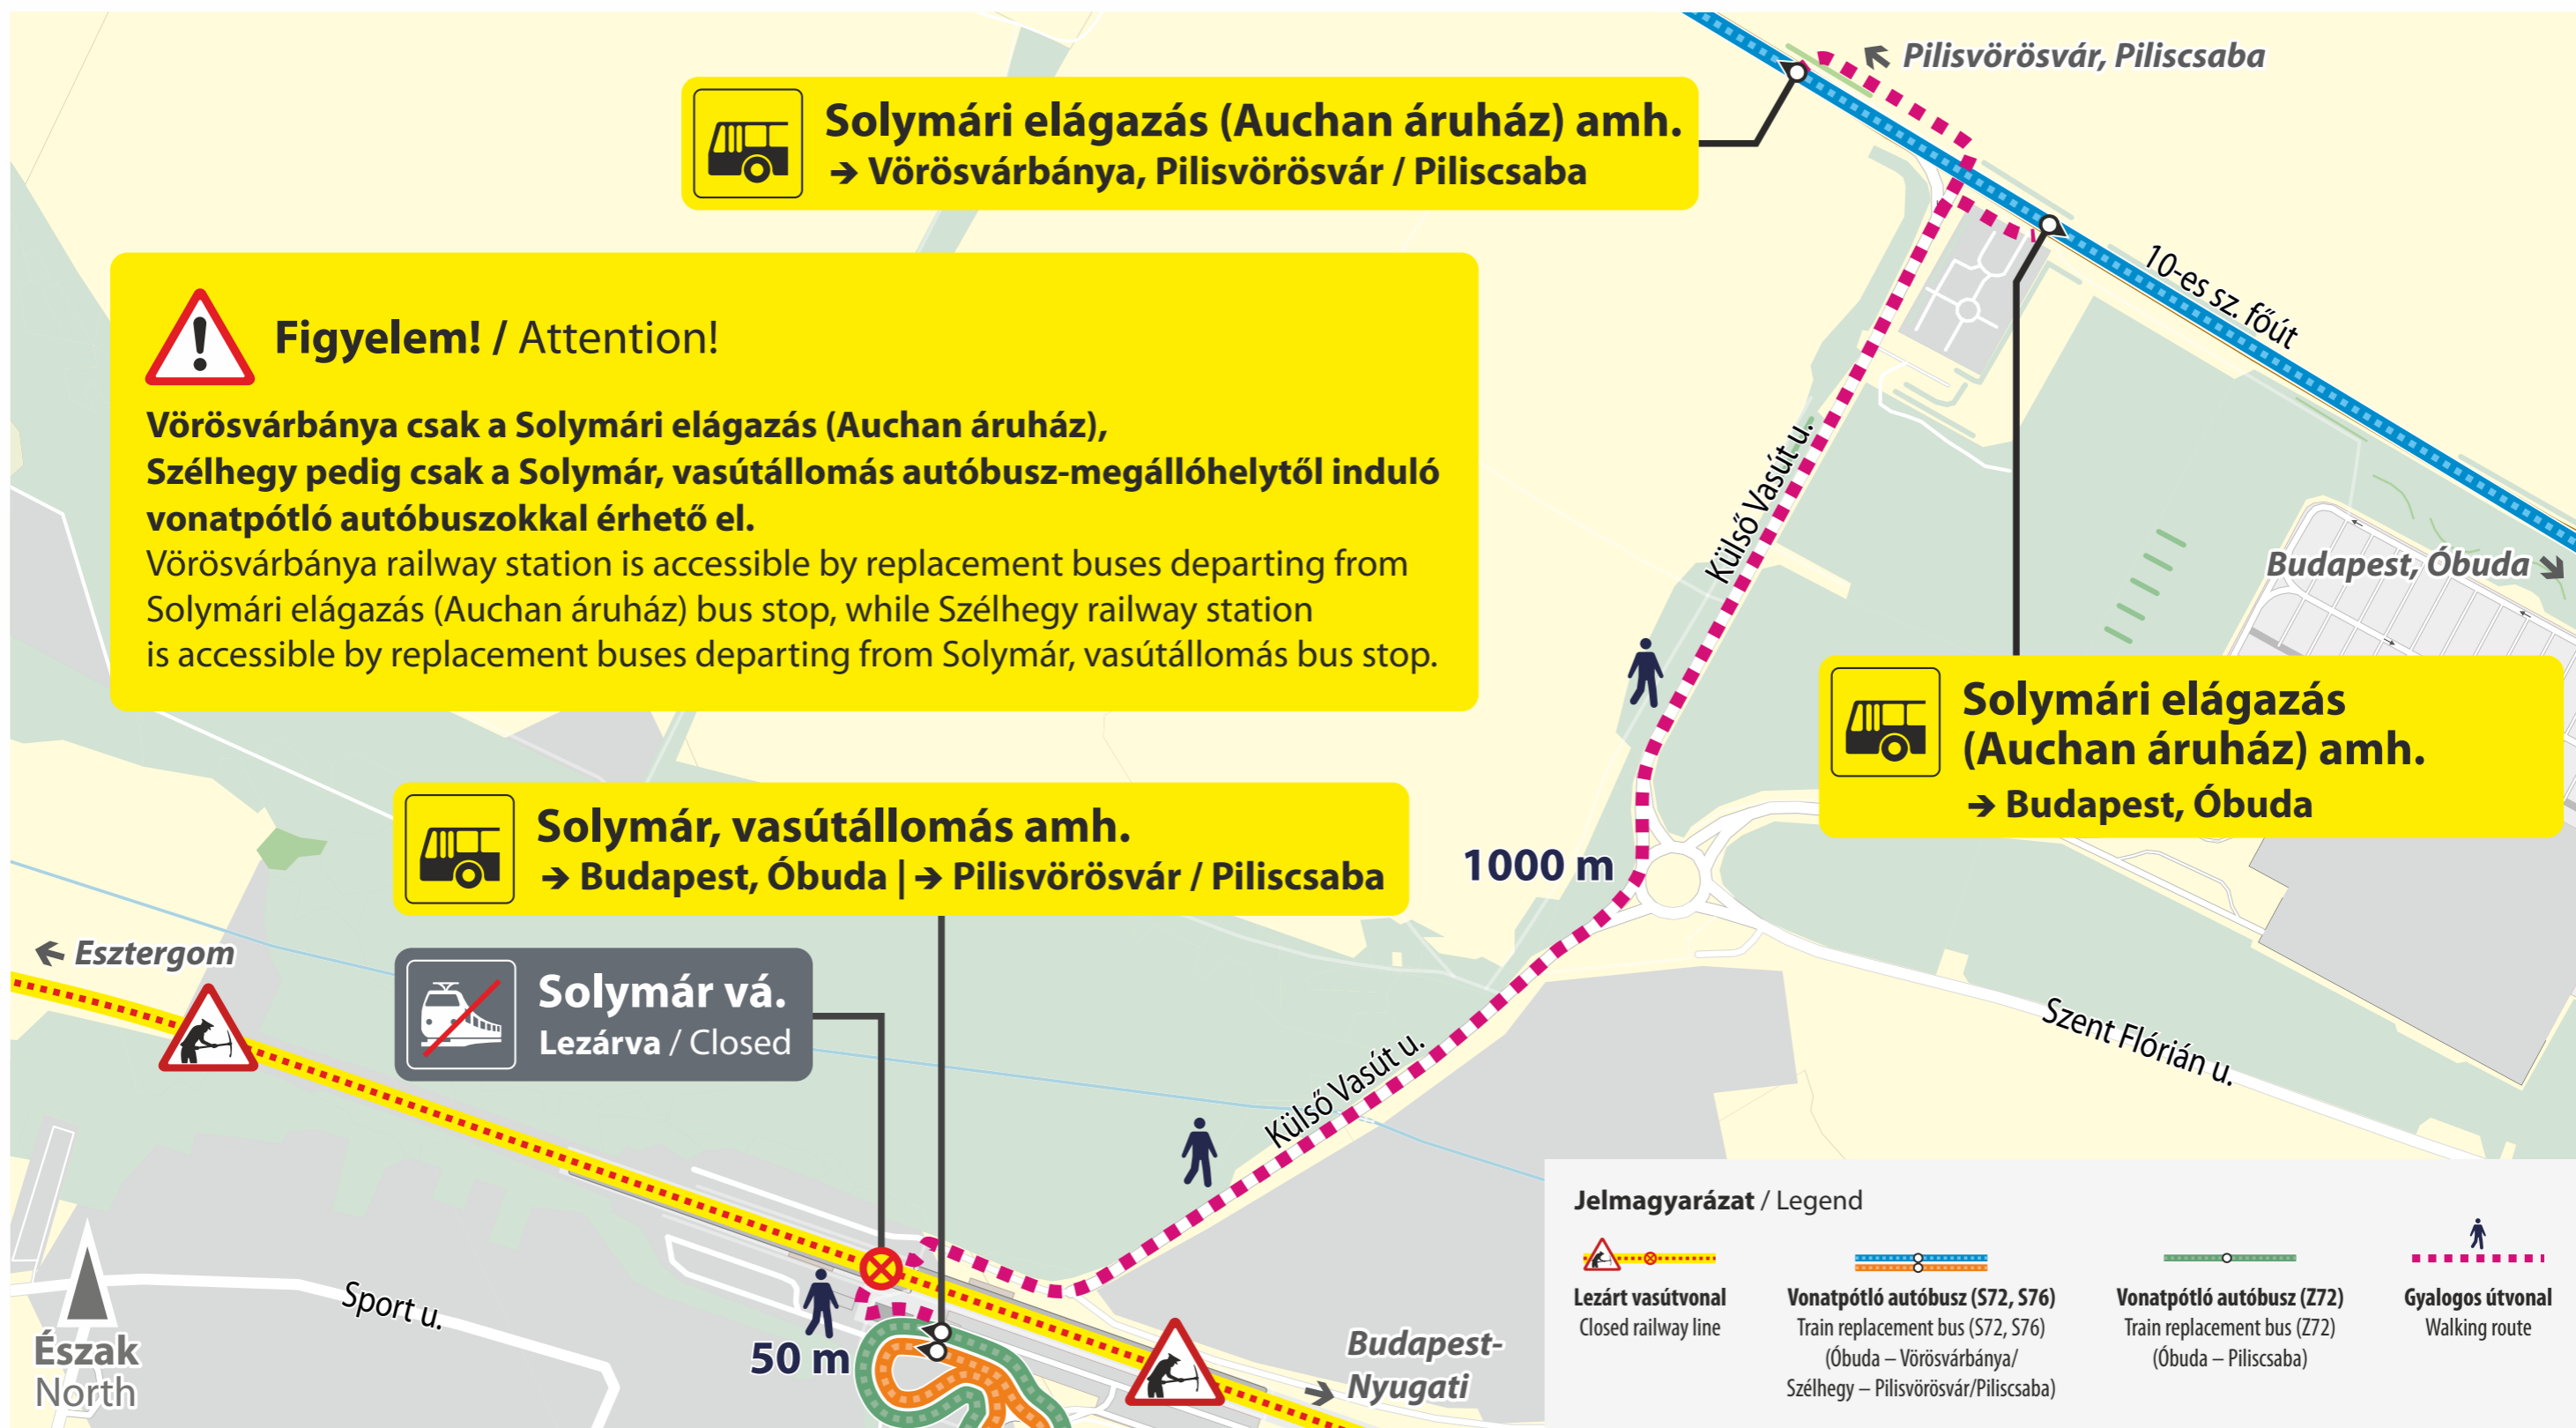 Pilisvörösvár, Piliscsaba
Solymári elágazás (Auchan áruház) amh.
→ Vörösvárbánya, Pilisvörösvár / Piliscsaba
10-es sz. főút
Figyelem! / Attention!
Vörösvárbánya csak a Solymári elágazás (Auchan áruház),
Szélhegy pedig csak a Solymár, vasútállomás autóbusz-megállóhelytől induló
vonatpótló autóbuszokkal érhető el.
Vörösvárbánya railway station is accessible by replacement buses departing from
Solymári elágazás (Auchan áruház) bus stop, while Szélhegy railway station
is accessible by replacement buses departing from Solymár, vasútállomás bus stop.
Külső Vasút u.
Budapest, Óbuda
Solymári elágazás
(Auchan áruház) amh.
→ Budapest, Óbuda
Solymár, vasútállomás amh.
→ Budapest, Óbuda | → Pilisvörösvár / Piliscsaba
1000 m
← Esztergom
Solymár vá.
Lezárva / Closed
Külső Vasút u.
Szent Flórián u.
Sport u.
Észak
North
50 m
Budapest-
Nyugati
Jelmagyarázat / Legend
Lezárt vasútvonal
Closed railway line
Vonatpótló autóbusz (S72, S76)
Train replacement bus (S72, S76)
(Óbuda – Vörösvárbánya/
Szélhegy – Pilisvörösvár/Piliscsaba)
Vonatpótló autóbusz (Z72)
Train replacement bus (Z72)
(Óbuda – Piliscsaba)
Gyalogos útvonal
Walking route